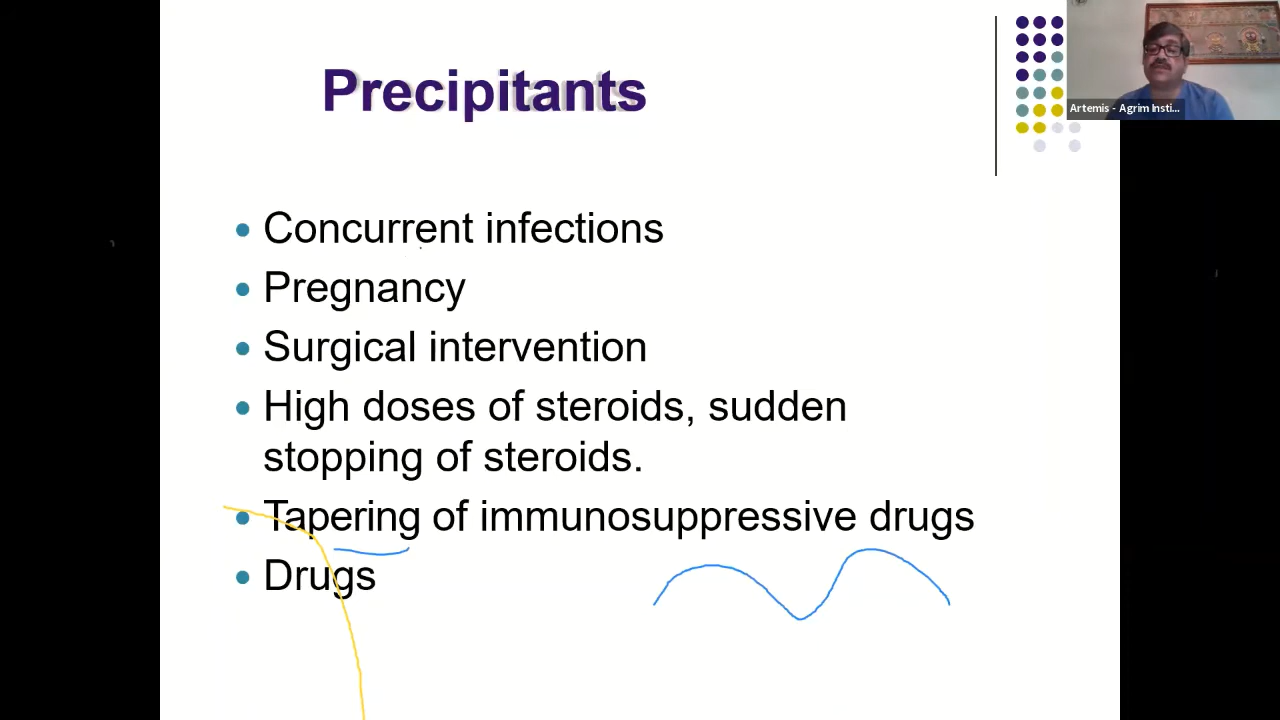 Precipitants
Artemis - Agrim Insti...
Concurrent infections
Pregnancy
Surgical intervention
High doses of steroids, sudden
stopping of steroids.
Tapering of immunosuppressive drugs
Drugs